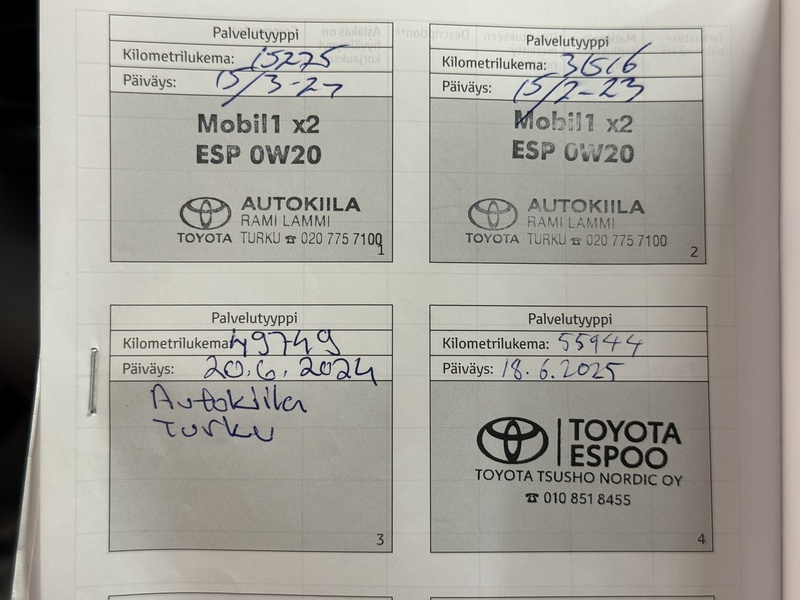 Palvelutyyppi
Kilometrilukema: 15275
Päiväys: 15/3-22
Mobil1 x2
ESP 0W20
AUTOKIILA
RAMI LAMMI
TOYOTA TURKU ☎ 020 775 7100
1
Palvelutyyppi
Kilometrilukema: 31516
Päiväys: 15/2-23
Mobil1 x2
ESP 0W20
AUTOKIILA
RAMI LAMMI
TOYOTA TURKU ☎ 020 775 7100
2
Palvelutyyppi
Kilometrilukema: 49749
Päiväys: 20.6.2024
Autokiila
Turku
3
Palvelutyyppi
Kilometrilukema: 55944
Päiväys: 18.6.2025
TOYOTA
ESPOO
TOYOTA TSUSHO NORDIC OY
☎ 010 851 8455
4